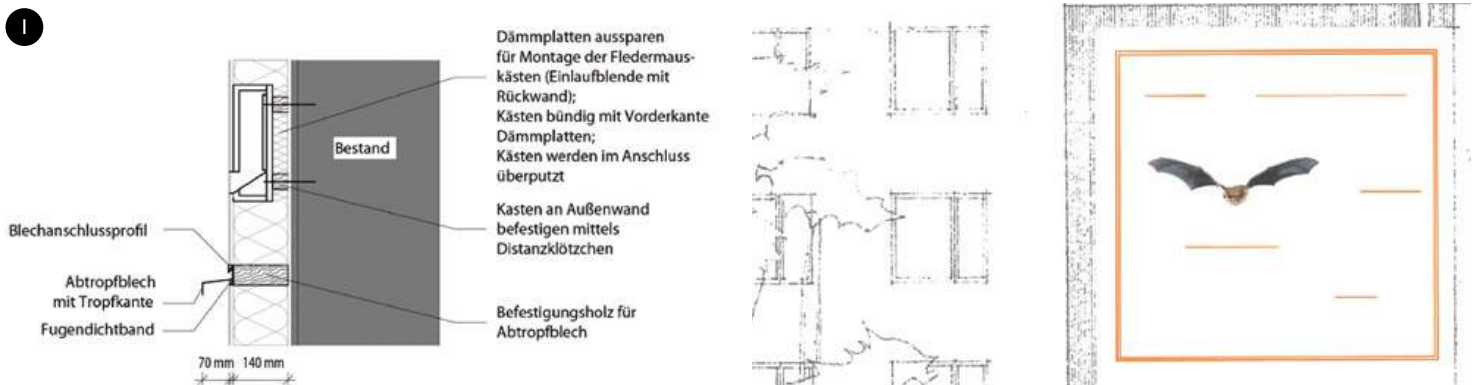 I
Dämmplatten aussparen
für Montage der Fledermaus-
kästen (Einlaufblende mit
Rückwand);
Kästen bündig mit Vorderkante
Dämmplatten;
Kästen werden im Anschluss
überputzt
Bestand
Kasten an Außenwand
befestigen mittels
Distanzklötzchen
Blechanschlussprofil
Abtropfblech
mit Tropfkante
Fugendichtband
Befestigungsholz für
Abtropfblech
70 mm 140 mm